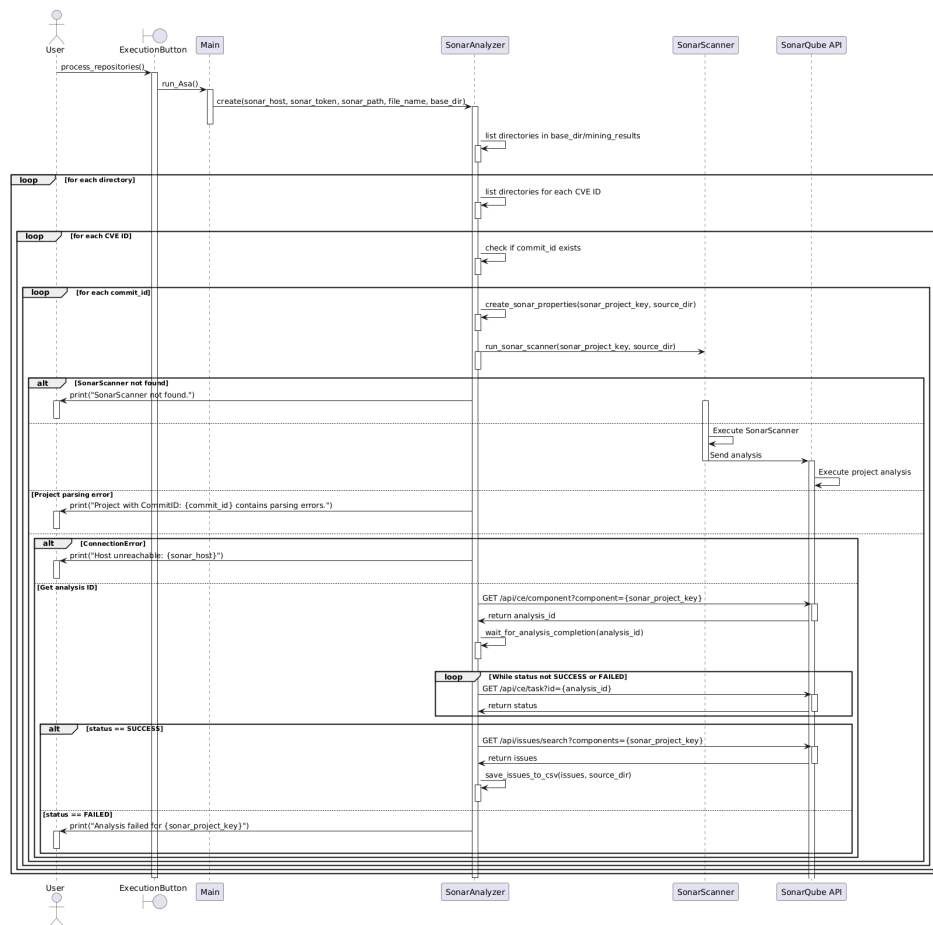 User
ExecutionButton
Main
SonarAnalyzer
SonarScanner
SonarQube API
process_repositories()
run_Asa()
create(sonar_host, sonar_token, sonar_path, file_name, base_dir)
list directories in base_dir/mining_results
loop [for each directory]
list directories for each CVE ID
loop [for each CVE ID]
check if commit_id exists
loop [for each commit_id]
create_sonar_properties(sonar_project_key, source_dir)
run_sonar_scanner(sonar_project_key, source_dir)
alt [SonarScanner not found]
print("SonarScanner not found.")
Execute SonarScanner
Send analysis
Execute project analysis
[Project parsing error]
print("Project with CommitID: {commit_id} contains parsing errors.")
alt [ConnectionError]
print("Host unreachable: {sonar_host}")
[Get analysis ID]
GET /api/ce/component?component={sonar_project_key}
return analysis_id
wait_for_analysis_completion(analysis_id)
loop [While status not SUCCESS or FAILED]
GET /api/ce/task?id={analysis_id}
return status
alt [status == SUCCESS]
GET /api/issues/search?components={sonar_project_key}
return issues
save_issues_to_csv(issues, source_dir)
[status == FAILED]
print("Analysis failed for {sonar_project_key}")
User
ExecutionButton
Main
SonarAnalyzer
SonarScanner
SonarQube API